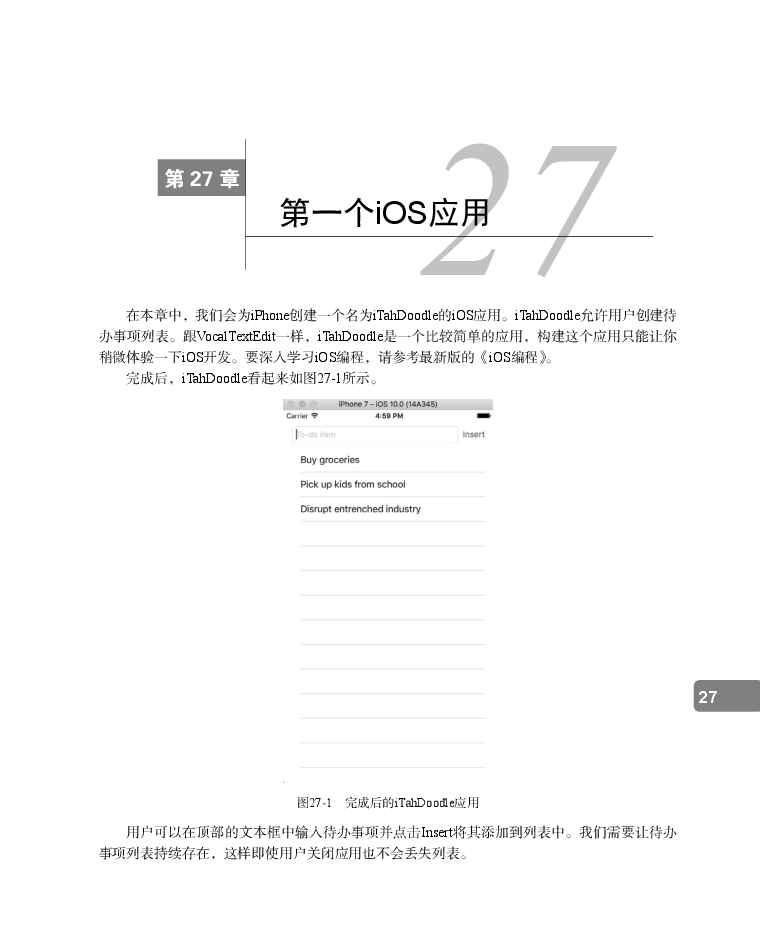 第 27 章
27
第一个iOS应用
在本章中，我们会为iPhone创建一个名为iTahDoodle的iOS应用。iTahDoodle允许用户创建待
办事项列表。跟VocalTextEdit一样，iTahDoodle是一个比较简单的应用，构建这个应用只能让你
稍微体验一下iOS开发。要深入学习iOS编程，请参考最新版的《iOS编程》。
完成后，iTahDoodle看起来如图27-1所示。
iPhone 7 – iOS 10.0 (14A345)
Carrier 4:59 PM
To-do item Insert
Buy groceries
Pick up kids from school
Disrupt entrenched industry
27
图27-1 完成后的iTahDoodle应用
用户可以在顶部的文本框中输入待办事项并点击Insert将其添加到列表中。我们需要让待办
事项列表持续存在，这样即使用户关闭应用也不会丢失列表。